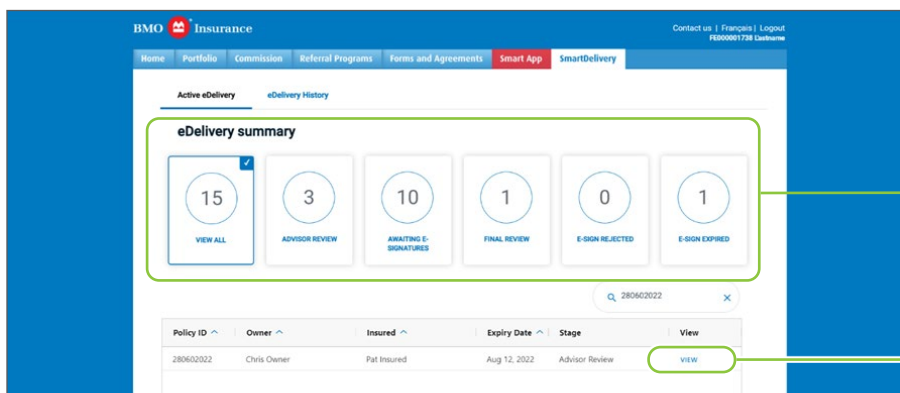 BMO Insurance
Contact us | Français | Logout
FE000001738 Lastname
Home Portfolio Commission Referral Programs Forms and Agreements Smart App SmartDelivery
Active eDelivery eDelivery History
eDelivery summary
15 3 10 1 0 1
VIEW ALL ADVISOR REVIEW AWAITING E- FINAL REVIEW E-SIGN REJECTED E-SIGN EXPIRED
SIGNATURES
280602022
Policy ID Owner Insured Expiry Date Stage View
280602022 Chris Owner Pat Insured Aug 12, 2022 Advisor Review VIEW